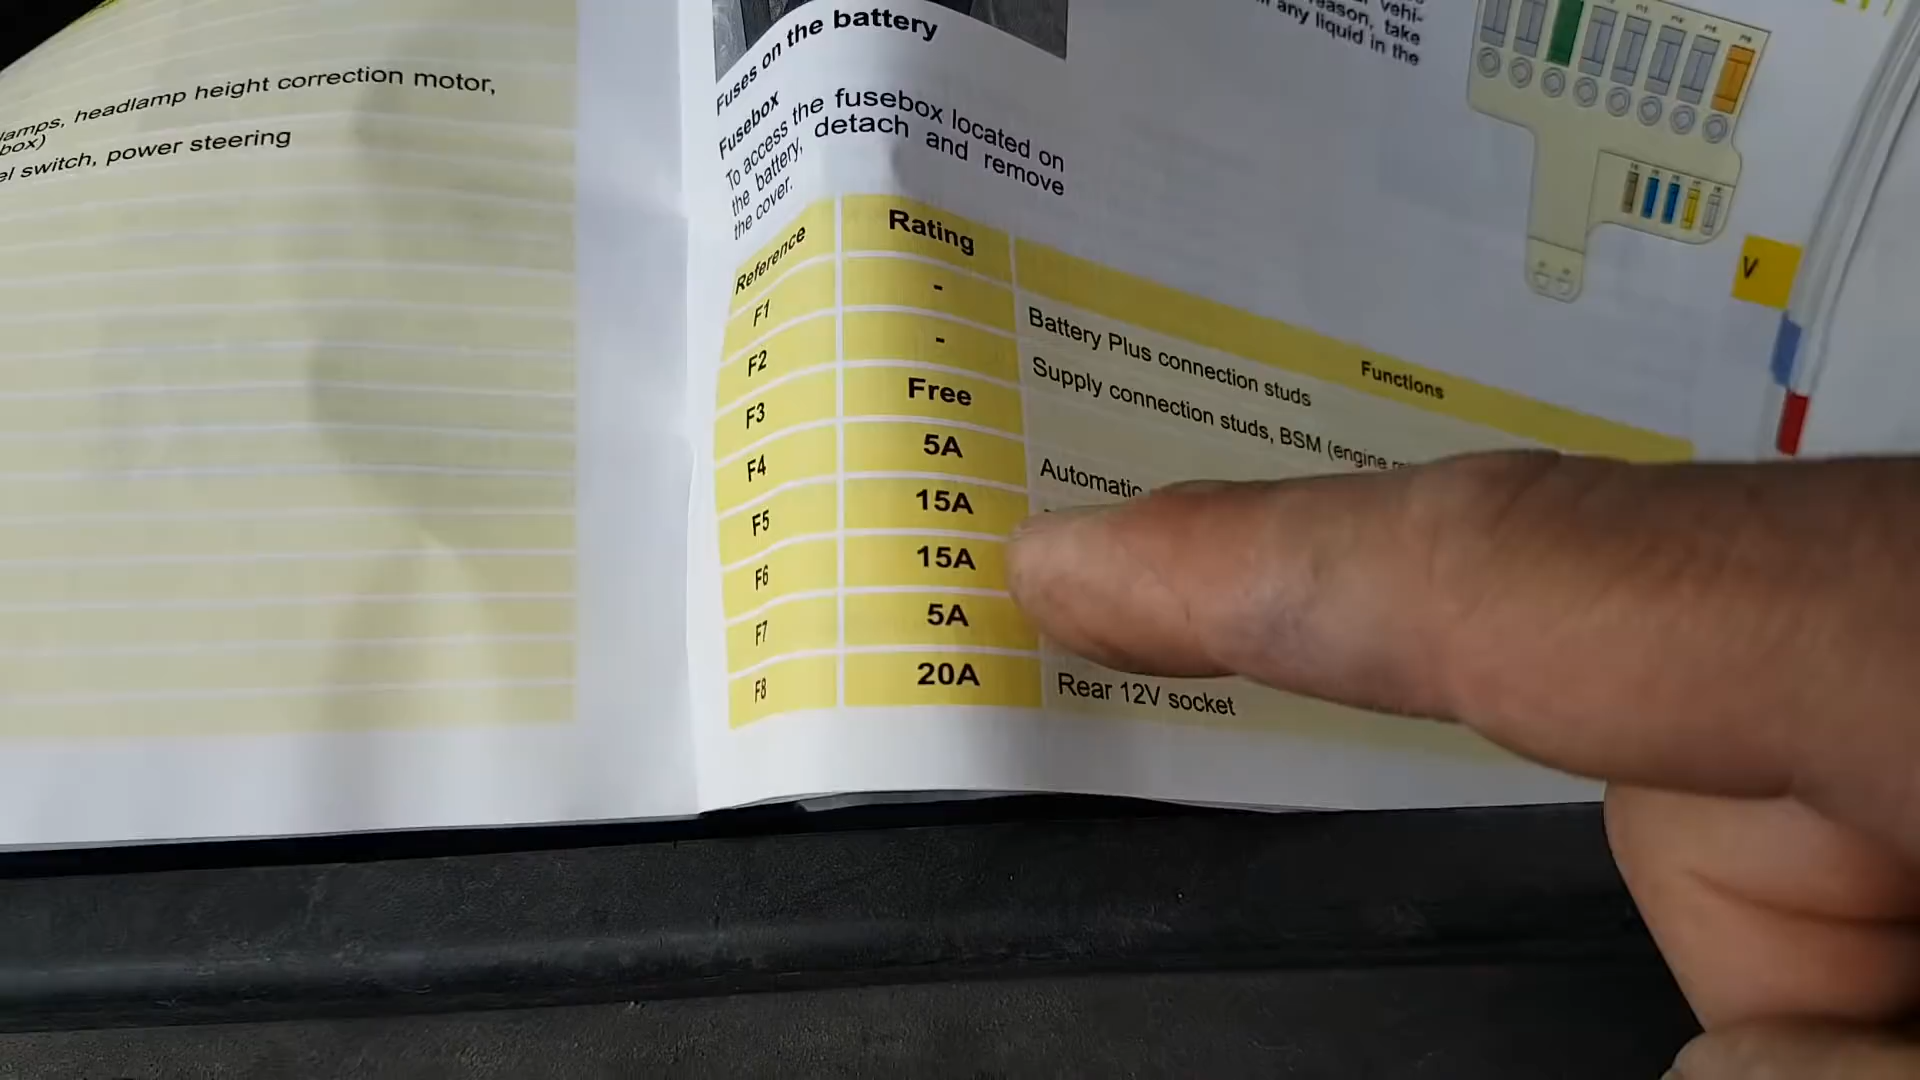 lamps, headlamp height correction motor,
box)
el switch, power steering
Fuses on the battery
Fusebox
To access the fusebox located on
the battery, detach and remove
the cover.
vehi-
reason, take
any liquid in the
Reference Rating Functions
F1 - Battery Plus connection studs
F2 - Supply connection studs, BSM (engine
F3 Free
F4 5A Automatic
F5 15A
F6 15A
F7 5A
F8 20A Rear 12V socket
V